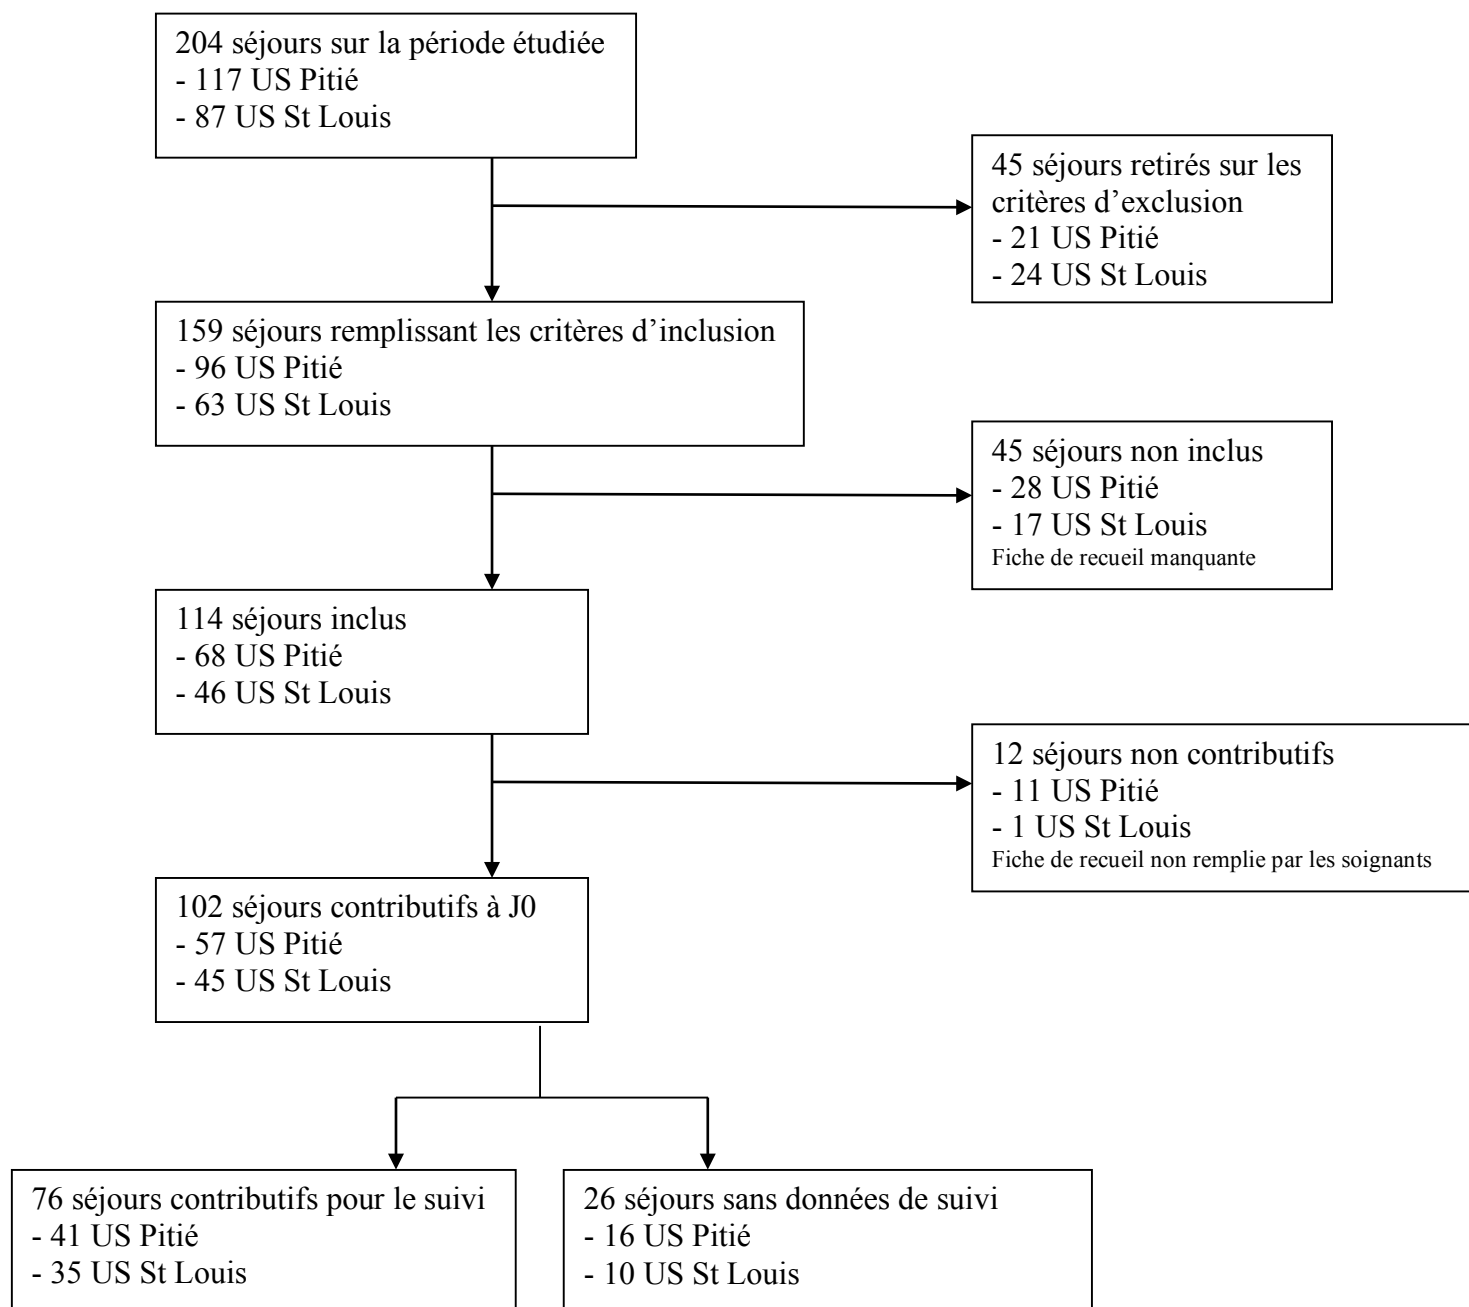 204 séjours sur la période étudiée
- 117 US Pitié
- 87 US St Louis
45 séjours retirés sur les
critères d’exclusion
- 21 US Pitié
- 24 US St Louis
159 séjours remplissant les critères d’inclusion
- 96 US Pitié
- 63 US St Louis
45 séjours non inclus
- 28 US Pitié
- 17 US St Louis
Fiche de recueil manquante
114 séjours inclus
- 68 US Pitié
- 46 US St Louis
12 séjours non contributifs
- 11 US Pitié
- 1 US St Louis
Fiche de recueil non remplie par les soignants
102 séjours contributifs à J0
- 57 US Pitié
- 45 US St Louis
76 séjours contributifs pour le suivi
- 41 US Pitié
- 35 US St Louis
26 séjours sans données de suivi
- 16 US Pitié
- 10 US St Louis